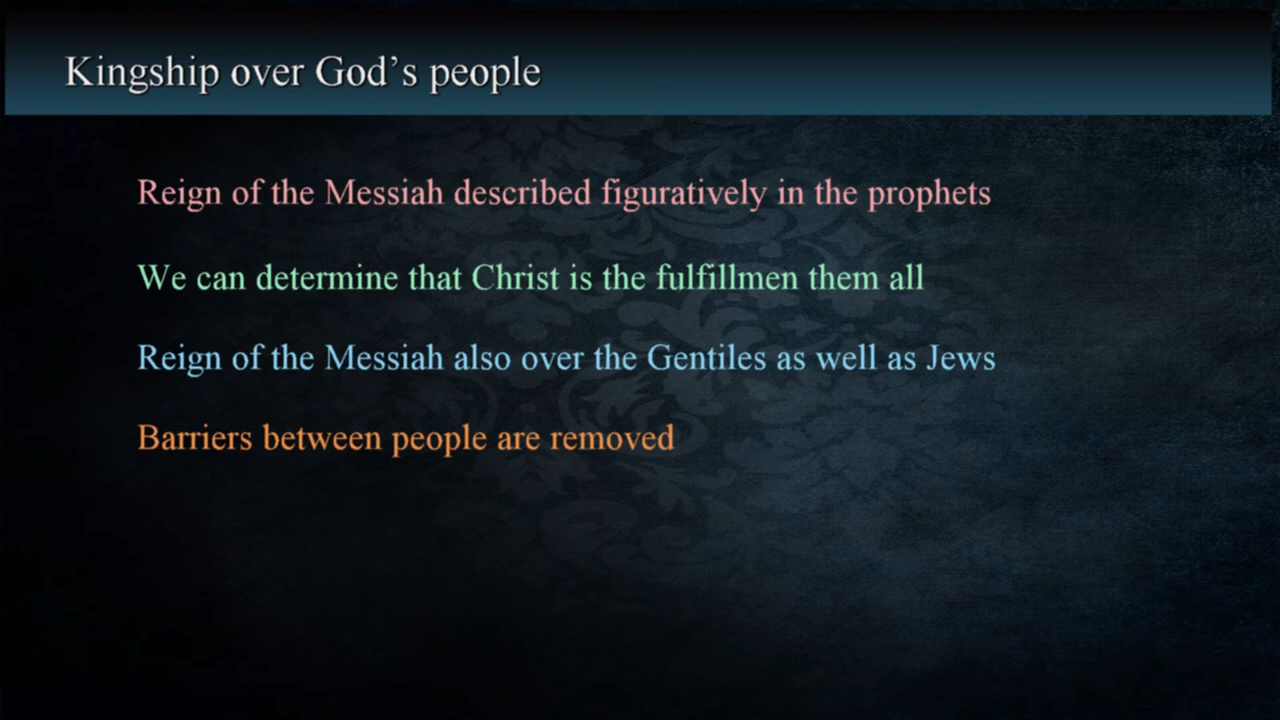 Kingship over God’s people
Reign of the Messiah described figuratively in the prophets
We can determine that Christ is the fulfillmen them all
Reign of the Messiah also over the Gentiles as well as Jews
Barriers between people are removed